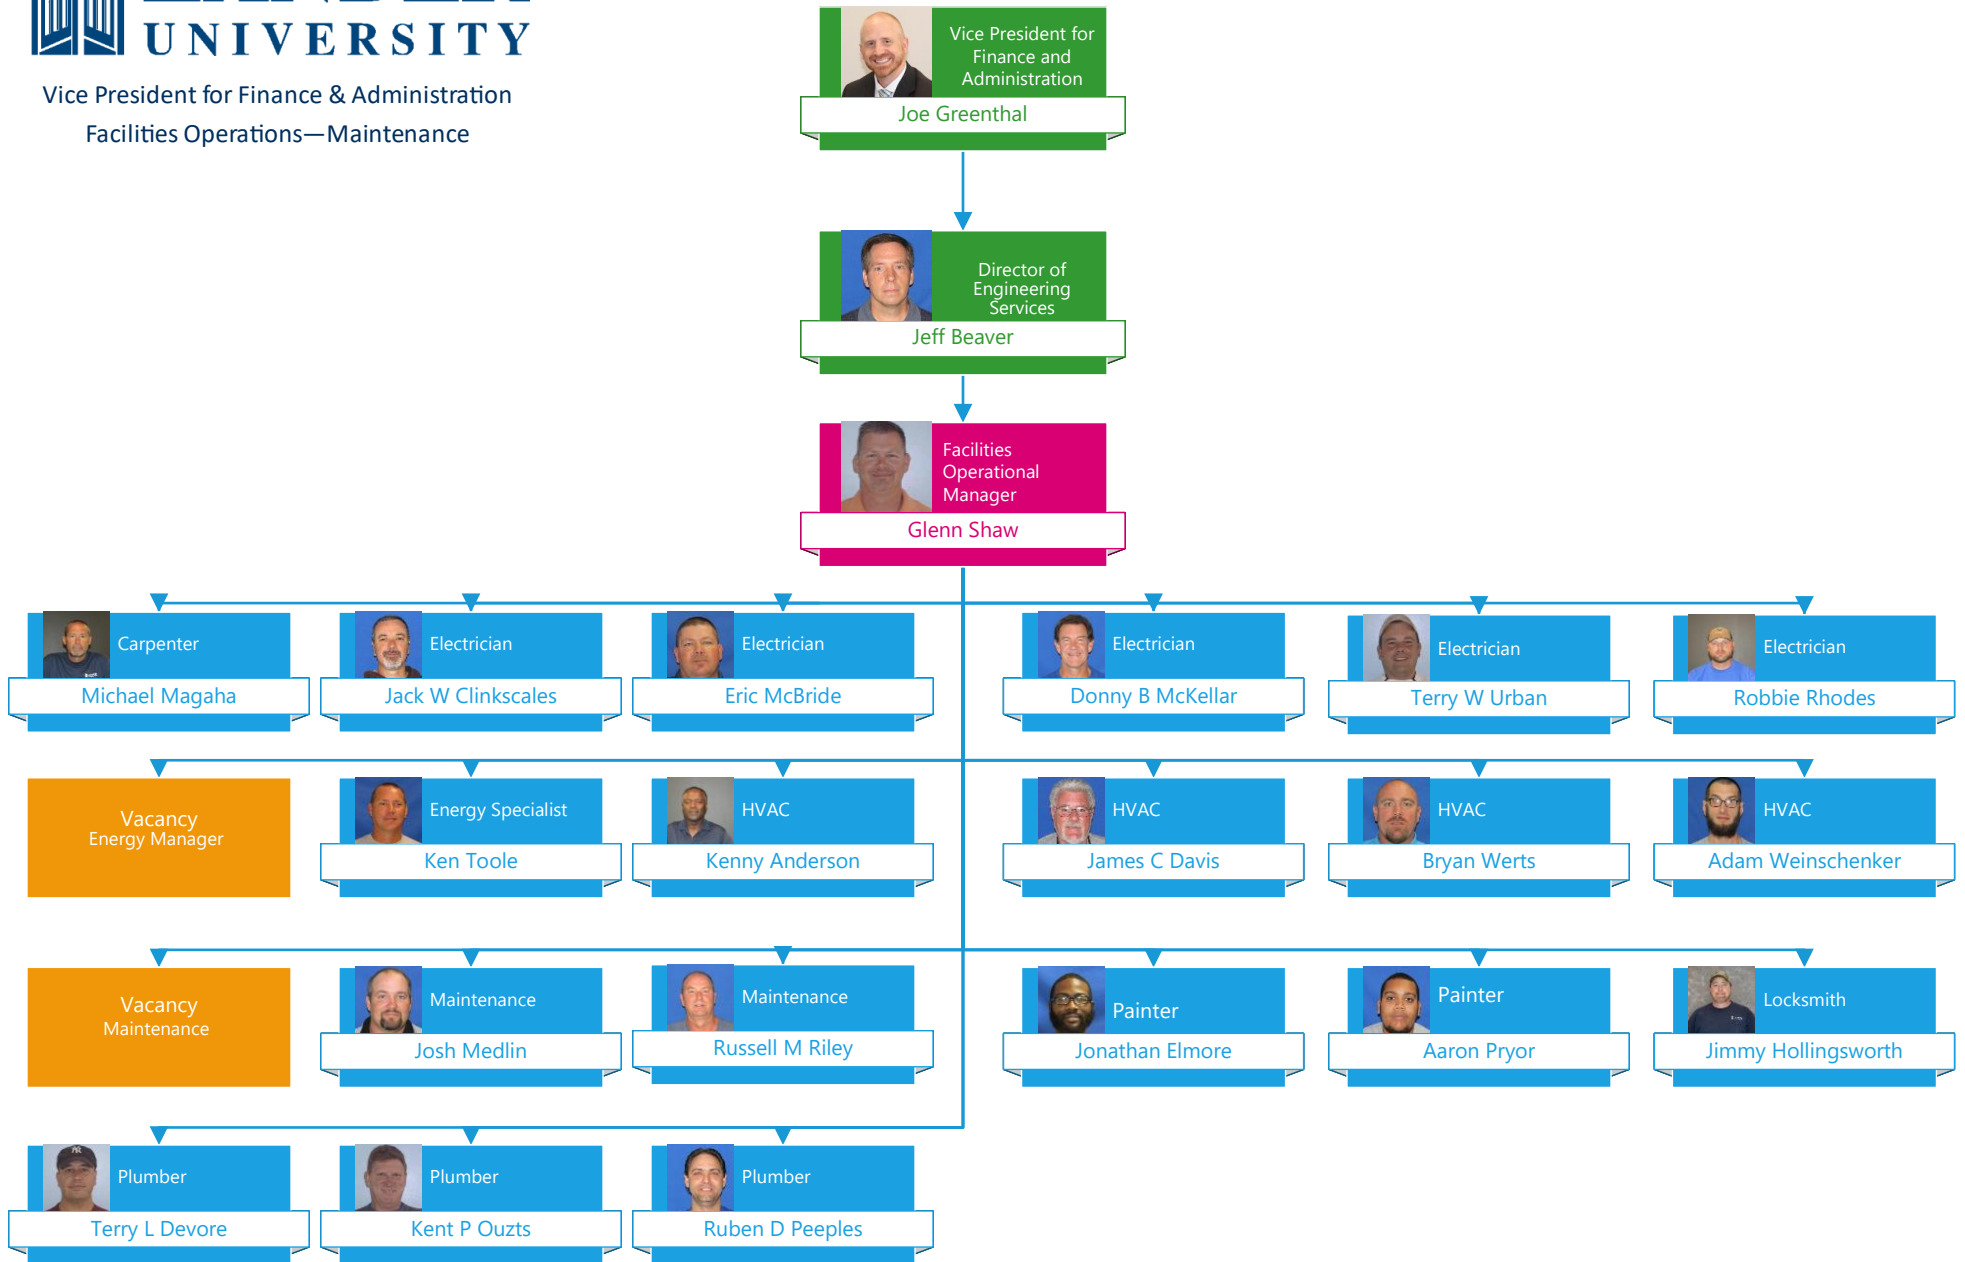 UNIVERSITY
Vice President for Finance & Administration
Facilities Operations—Maintenance
Vice President for
Finance and
Administration
Joe Greenthal
Director of
Engineering
Services
Jeff Beaver
Facilities
Operational
Manager
Glenn Shaw
Carpenter
Michael Magaha
Electrician
Jack W Clinkscales
Electrician
Eric McBride
Electrician
Donny B McKellar
Electrician
Terry W Urban
Electrician
Robbie Rhodes
Vacancy
Energy Manager
Energy Specialist
Ken Toole
HVAC
Kenny Anderson
HVAC
James C Davis
HVAC
Bryan Werts
HVAC
Adam Weinschenker
Vacancy
Maintenance
Maintenance
Josh Medlin
Maintenance
Russell M Riley
Painter
Jonathan Elmore
Painter
Aaron Pryor
Locksmith
Jimmy Hollingsworth
Plumber
Terry L Devore
Plumber
Kent P Ouzts
Plumber
Ruben D Peeples